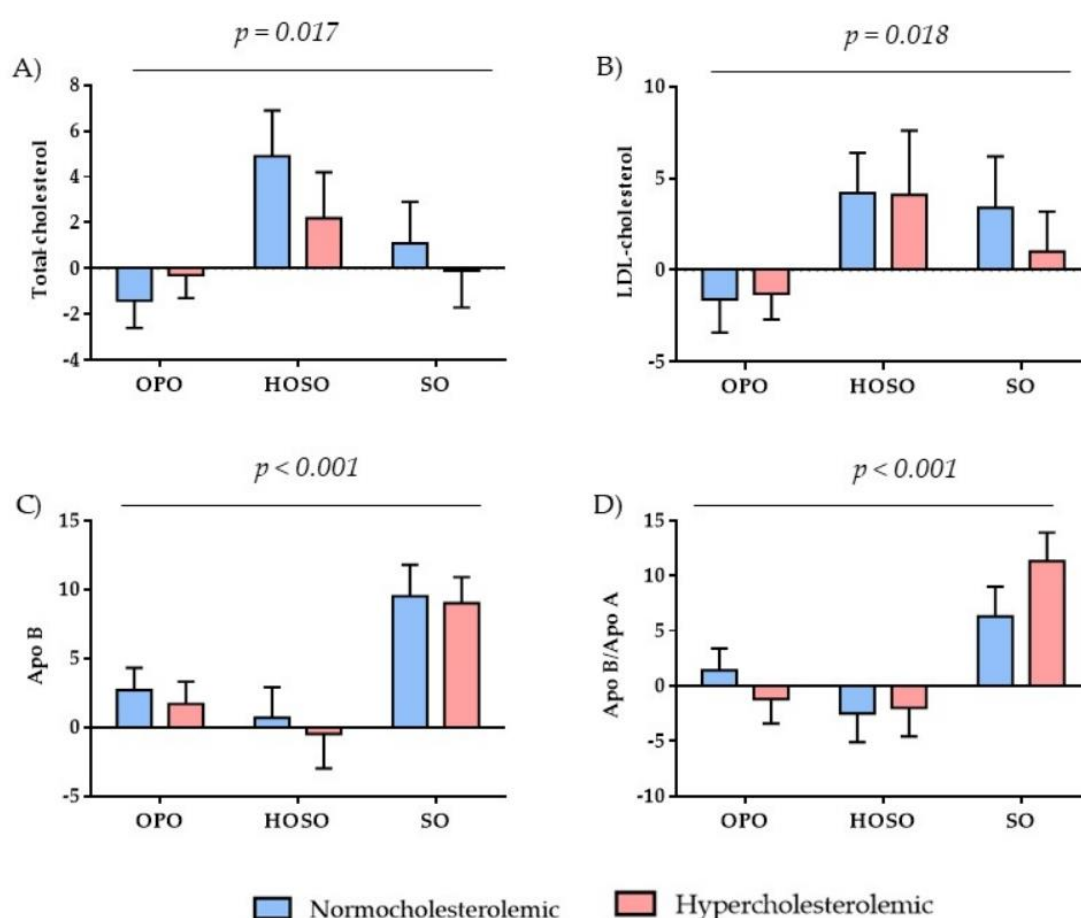 p = 0.017
A)
Total-cholesterol
8
6
4
2
0
-2
-4
OPO HOSO SO
p = 0.018
B)
LDL-cholesterol
10
5
0
-5
OPO HOSO SO
p < 0.001
C)
Apo B
15
10
5
0
-5
OPO HOSO SO
p < 0.001
D)
Apo B/Apo A
15
10
5
0
-5
-10
OPO HOSO SO
Normocholesterolemic
Hypercholesterolemic